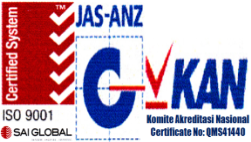 Certified System
JAS-ANZ
KAN
ISO 9001
SAI GLOBAL
Komite Akreditasi Nasional
Certificate No: QMS41440